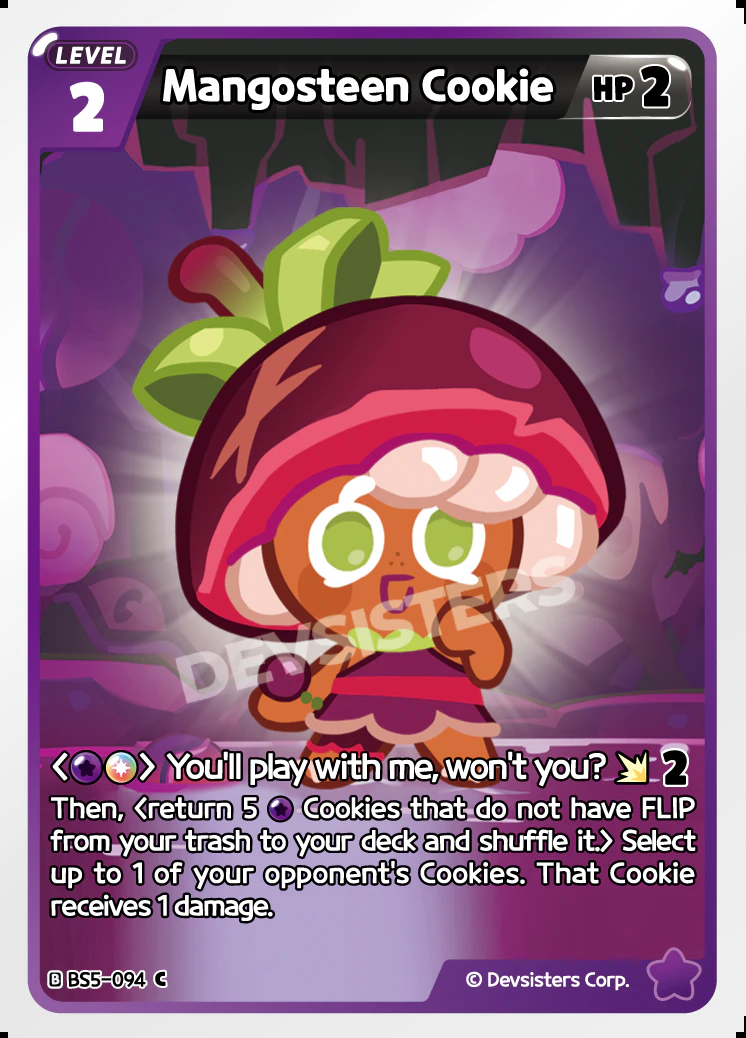 LEVEL
2
Mangosteen Cookie
HP 2
DEVSISTERS
< > You'll play with me, won't you? 2
Then, <return 5 Cookies that do not have FLIP
from your trash to your deck and shuffle it.> Select
up to 1 of your opponent's Cookies. That Cookie
receives 1 damage.
B BS5-094 C
© Devsisters Corp.